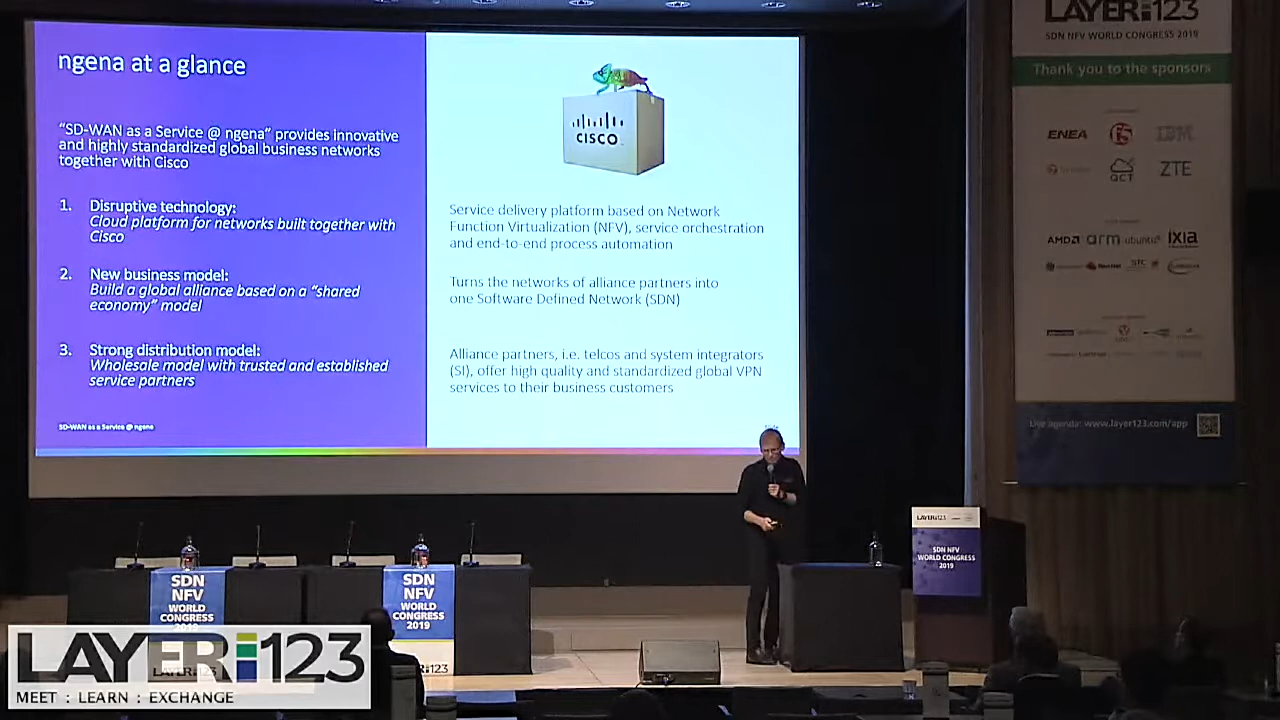 ngena at a glance
"SD-WAN as a Service @ ngena" provides innovative
and highly standardized global business networks
together with Cisco
1. Disruptive technology:
Cloud platform for networks built together with
Cisco
2. New business model:
Build a global alliance based on a "shared
economy" model
3. Strong distribution model:
Wholesale model with trusted and established
service partners
SD-WAN as a Service @ ngena
CISCO
Service delivery platform based on Network
Function Virtualization (NFV), service orchestration
and end-to-end process automation
Turns the networks of alliance partners into
one Software Defined Network (SDN)
Alliance partners, i.e. telcos and system integrators
(SI), offer high quality and standardized global VPN
services to their business customers
LAYER123
SDN NFV WORLD CONGRESS 2019
Thank you to the sponsors
ENEA
F5
IBM
QCT
ZTE
AMD
arm
ubuntu
IXIA
Live agenda: www.layer123.com/app
LAYER123
SDN NFV
WORLD CONGRESS
2019
SDN
NFV
WORLD
CONGRESS
2019
SDN
NFV
WORLD
CONGRESS
2019
LAYER123
MEET : LEARN : EXCHANGE